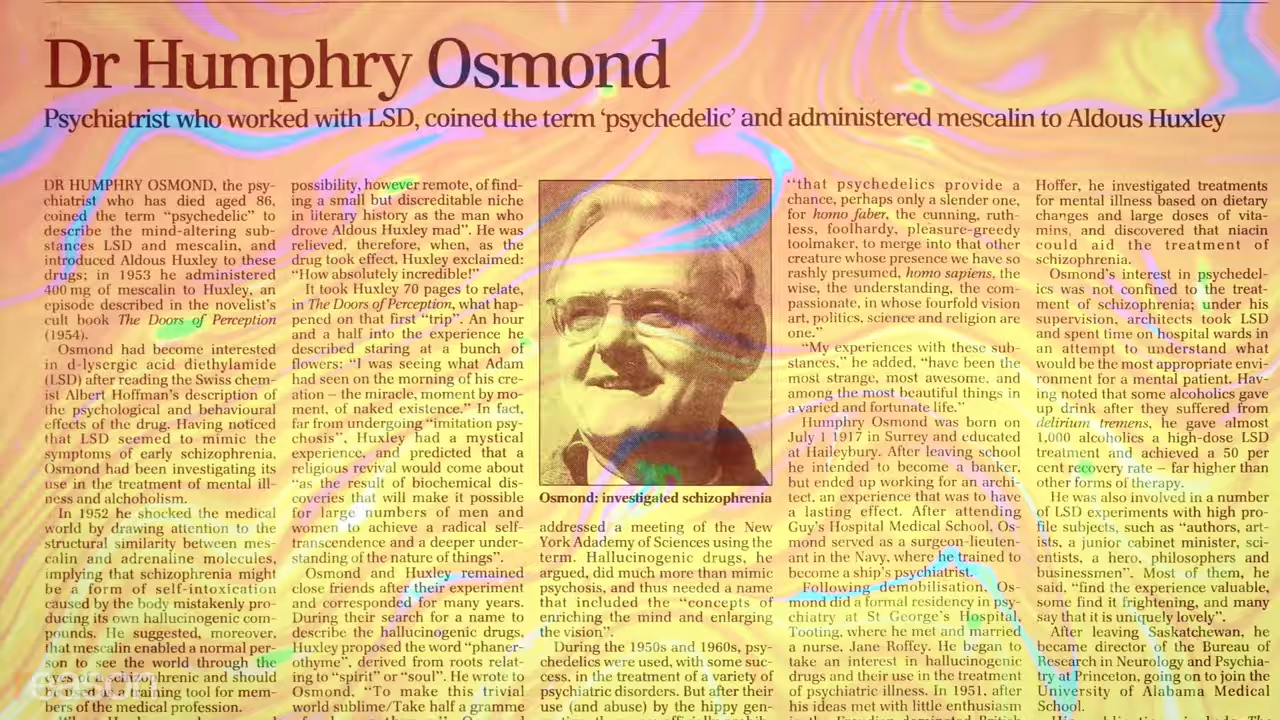 Dr Humphry Osmond
Psychiatrist who worked with LSD, coined the term ‘psychedelic’ and administered mescalin to Aldous Huxley
DR HUMPHRY OSMOND, the psy-
chiatrist who has died aged 86,
coined the term “psychedelic” to
describe the mind-altering sub-
stances LSD and mescalin, and
introduced Aldous Huxley to these
drugs; in 1953 he administered
400 mg of mescalin to Huxley, an
episode described in the novelist's
cult book The Doors of Perception
(1954).
Osmond had become interested
in d-lysergic acid diethylamide
(LSD) after reading the Swiss chem-
ist Albert Hoffman's description of
the psychological and behavioural
effects of the drug. Having noticed
that LSD seemed to mimic the
symptoms of early schizophrenia,
Osmond had been investigating its
use in the treatment of mental ill-
ness and alchoholism.
In 1952 he shocked the medical
world by drawing attention to the
structural similarity between mes-
calin and adrenaline molecules,
implying that schizophrenia might
be a form of self-intoxication
caused by the body mistakenly pro-
ducing its own hallucinogenic com-
pounds. He suggested, moreover,
that mescalin enabled a normal per-
son to see the world through the
eyes of a schizophrenic and should
be used as a training tool for mem-
bers of the medical profession.
possibility, however remote, of find-
ing a small but discreditable niche
in literary history as the man who
drove Aldous Huxley mad”. He was
relieved, therefore, when, as the
drug took effect, Huxley exclaimed:
“How absolutely incredible!”
It took Huxley 70 pages to relate,
in The Doors of Perception, what hap-
pened on that first “trip”. An hour
and a half into the experience he
described staring at a bunch of
flowers: “I was seeing what Adam
had seen on the morning of his cre-
ation – the miracle, moment by mo-
ment, of naked existence.” In fact,
far from undergoing “imitation psy-
chosis”, Huxley had a mystical
experience, and predicted that a
religious revival would come about
“as the result of biochemical dis-
coveries that will make it possible
for large numbers of men and
women to achieve a radical self-
transcendence and a deeper under-
standing of the nature of things”.
Osmond and Huxley remained
close friends after their experiment
and corresponded for many years.
During their search for a name to
describe the hallucinogenic drugs,
Huxley proposed the word “phaner-
othyme”, derived from roots relat-
ing to “spirit” or “soul”. He wrote to
Osmond, “To make this trivial
world sublime/Take half a gramme
Osmond: investigated schizophrenia
addressed a meeting of the New
York Adademy of Sciences using the
term. Hallucinogenic drugs, he
argued, did much more than mimic
psychosis, and thus needed a name
that included the “concepts of
enriching the mind and enlarging
the vision”.
During the 1950s and 1960s, psy-
chedelics were used, with some suc-
cess, in the treatment of a variety of
psychiatric disorders. But after their
use (and abuse) by the hippy gen-
“that psychedelics provide a
chance, perhaps only a slender one,
for homo faber, the cunning, ruth-
less, foolhardy, pleasure-greedy
toolmaker, to merge into that other
creature whose presence we have so
rashly presumed, homo sapiens, the
wise, the understanding, the com-
passionate, in whose fourfold vision
art, politics, science and religion are
one.”
“My experiences with these sub-
stances,” he added, “have been the
most strange, most awesome, and
among the most beautiful things in
a varied and fortunate life.”
Humphry Osmond was born on
July 1 1917 in Surrey and educated
at Haileybury. After leaving school
he intended to become a banker,
but ended up working for an archi-
tect, an experience that was to have
a lasting effect. After attending
Guy's Hospital Medical School, Os-
mond served as a surgeon-lieuten-
ant in the Navy, where he trained to
become a ship's psychiatrist.
Following demobilisation, Os-
mond did a formal residency in psy-
chiatry at St George's Hospital,
Tooting, where he met and married
a nurse, Jane Roffey. He began to
take an interest in hallucinogenic
drugs and their use in the treatment
of psychiatric illness. In 1951, after
his ideas met with little enthusiasm
Hoffer, he investigated treatments
for mental illness based on dietary
changes and large doses of vita-
mins, and discovered that niacin
could aid the treatment of
schizophrenia.
Osmond's interest in psychedel-
ics was not confined to the treat-
ment of schizophrenia; under his
supervision, architects took LSD
and spent time on hospital wards in
an attempt to understand what
would be the most appropriate envi-
ronment for a mental patient. Hav-
ing noted that some alcoholics gave
up drink after they suffered from
delirium tremens, he gave almost
1,000 alcoholics a high-dose LSD
treatment and achieved a 50 per
cent recovery rate – far higher than
other forms of therapy.
He was also involved in a number
of LSD experiments with high pro-
file subjects, such as “authors, art-
ists, a junior cabinet minister, sci-
entists, a hero, philosophers and
businessmen”. Most of them, he
said, “find the experience valuable,
some find it frightening, and many
say that it is uniquely lovely”.
After leaving Saskatchewan, he
became director of the Bureau of
Research in Neurology and Psychia-
try at Princeton, going on to join the
University of Alabama Medical
School.